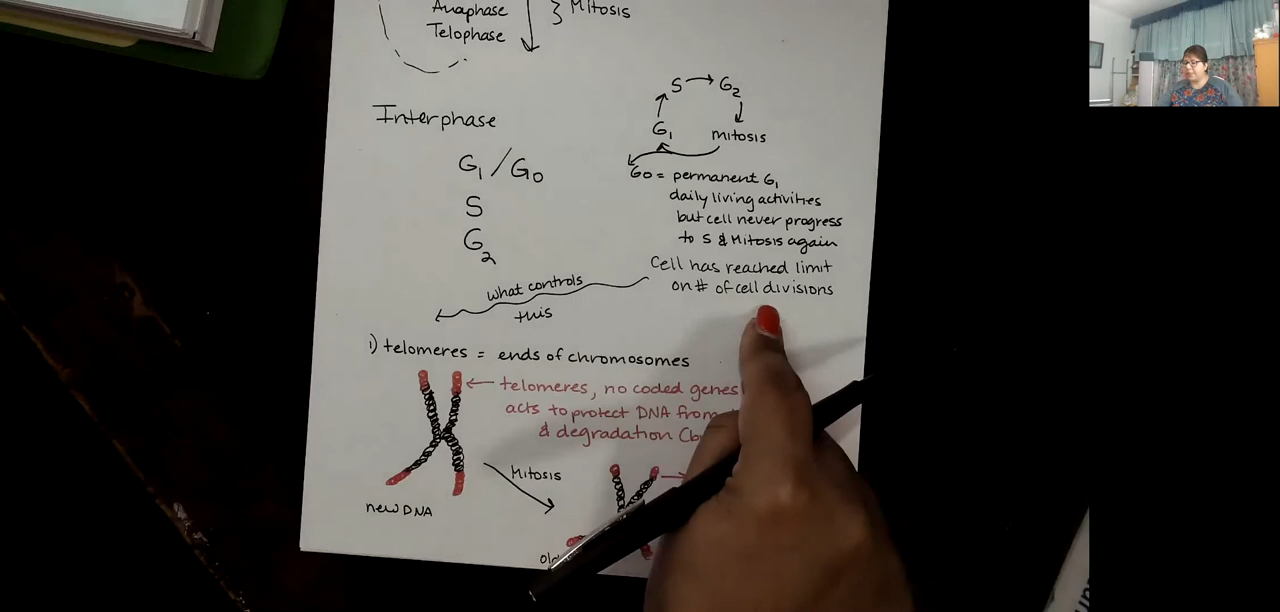 Anaphase
Telophase
} Mitosis
S → G2
G1
mitosis
Interphase
G1/G0
S
G2
G0 = permanent G1
daily living activities
but cell never progress
to S & Mitosis again
Cell has reached limit
on # of cell divisions
what controls
this
1) telomeres = ends of chromosomes
← telomeres, no coded genes
acts to protect DNA from
& degradation
Mitosis
new DNA